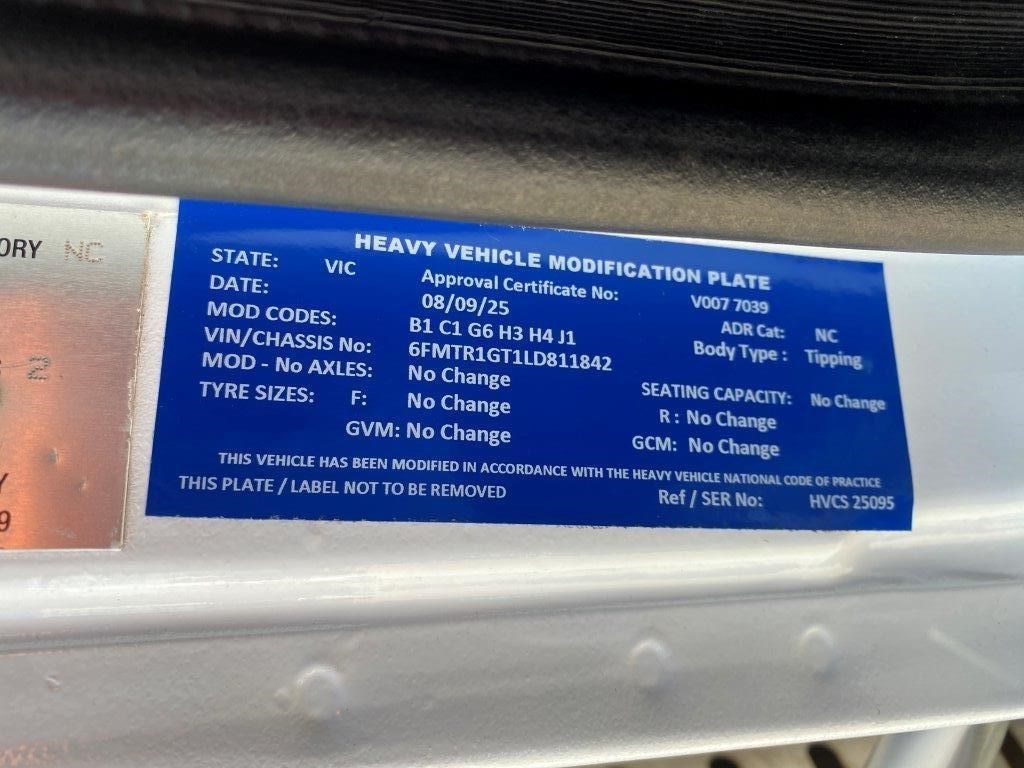 ORY NC
2
Y
9
HEAVY VEHICLE MODIFICATION PLATE
STATE: VIC Approval Certificate No: V007 7039
DATE: 08/09/25 ADR Cat: NC
MOD CODES: B1 C1 G6 H3 H4 J1 Body Type : Tipping
VIN/CHASSIS No: 6FMTR1GT1LD811842
MOD - No AXLES: No Change SEATING CAPACITY: No Change
TYRE SIZES: F: No Change R : No Change
GVM: No Change GCM: No Change
THIS VEHICLE HAS BEEN MODIFIED IN ACCORDANCE WITH THE HEAVY VEHICLE NATIONAL CODE OF PRACTICE
THIS PLATE / LABEL NOT TO BE REMOVED Ref / SER No: HVCS 25095